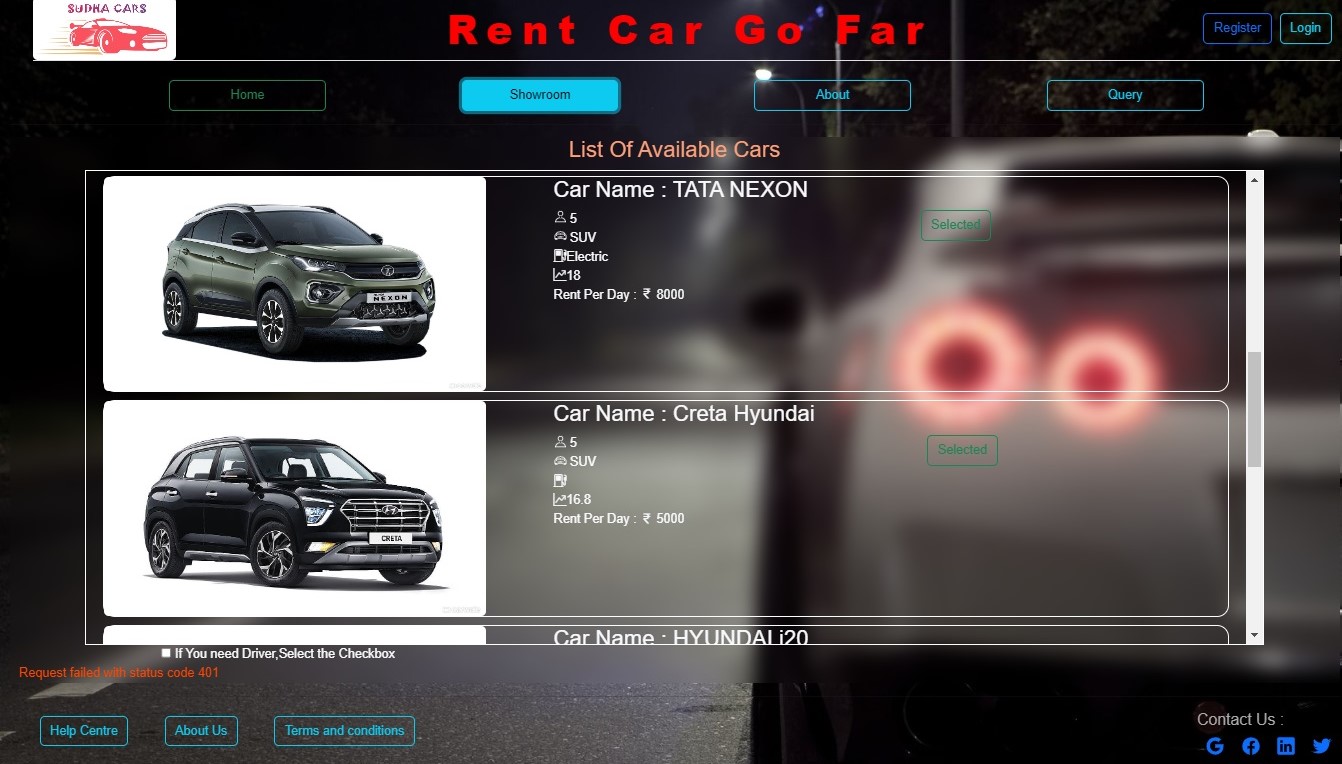 SUDHA CARS
Rent Car Go Far
Register
Login
Home
Showroom
About
Query
List Of Available Cars
Car Name : TATA NEXON
5
SUV
Electric
18
Rent Per Day : ₹ 8000
Selected
NEXON
Car Name : Creta Hyundai
5
SUV
16.8
Rent Per Day : ₹ 5000
Selected
CRETA
Car Name : HYUNDAI i20
If You need Driver,Select the Checkbox
Request failed with status code 401
Help Centre
About Us
Terms and conditions
Contact Us :